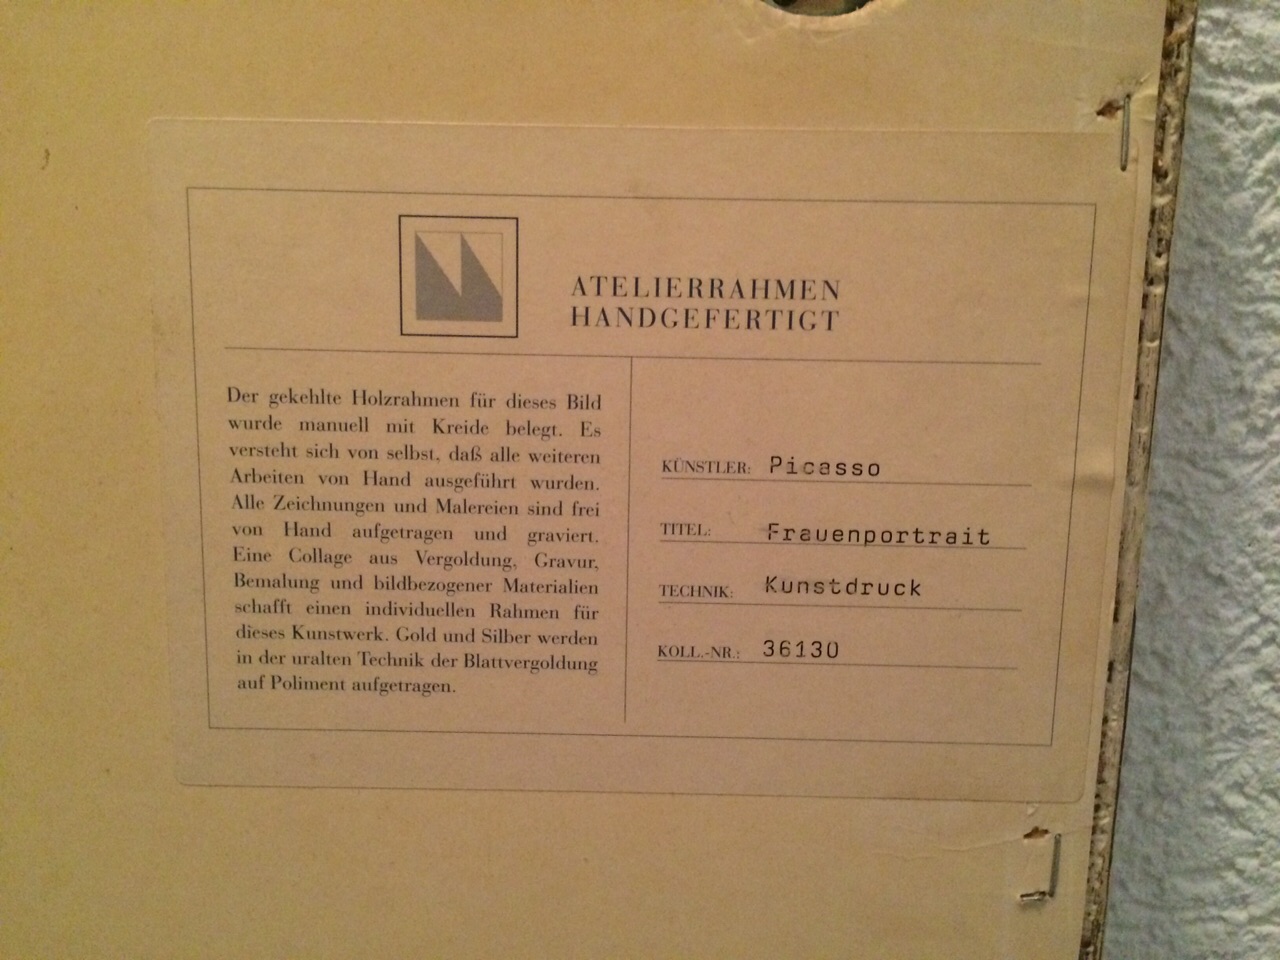 ATELIERRAHMEN
HANDGEFERTIGT
Der gekehlte Holzrahmen für dieses Bild
wurde manuell mit Kreide belegt. Es
versteht sich von selbst, daß alle weiteren
Arbeiten von Hand ausgeführt wurden.
Alle Zeichnungen und Malereien sind frei
von Hand aufgetragen und graviert.
Eine Collage aus Vergoldung, Gravur,
Bemalung und bildbezogener Materialien
schafft einen individuellen Rahmen für
dieses Kunstwerk. Gold und Silber werden
in der uralten Technik der Blattvergoldung
auf Poliment aufgetragen.
KÜNSTLER: Picasso
TITEL: Frauenportrait
TECHNIK: Kunstdruck
KOLL.-NR.: 36130